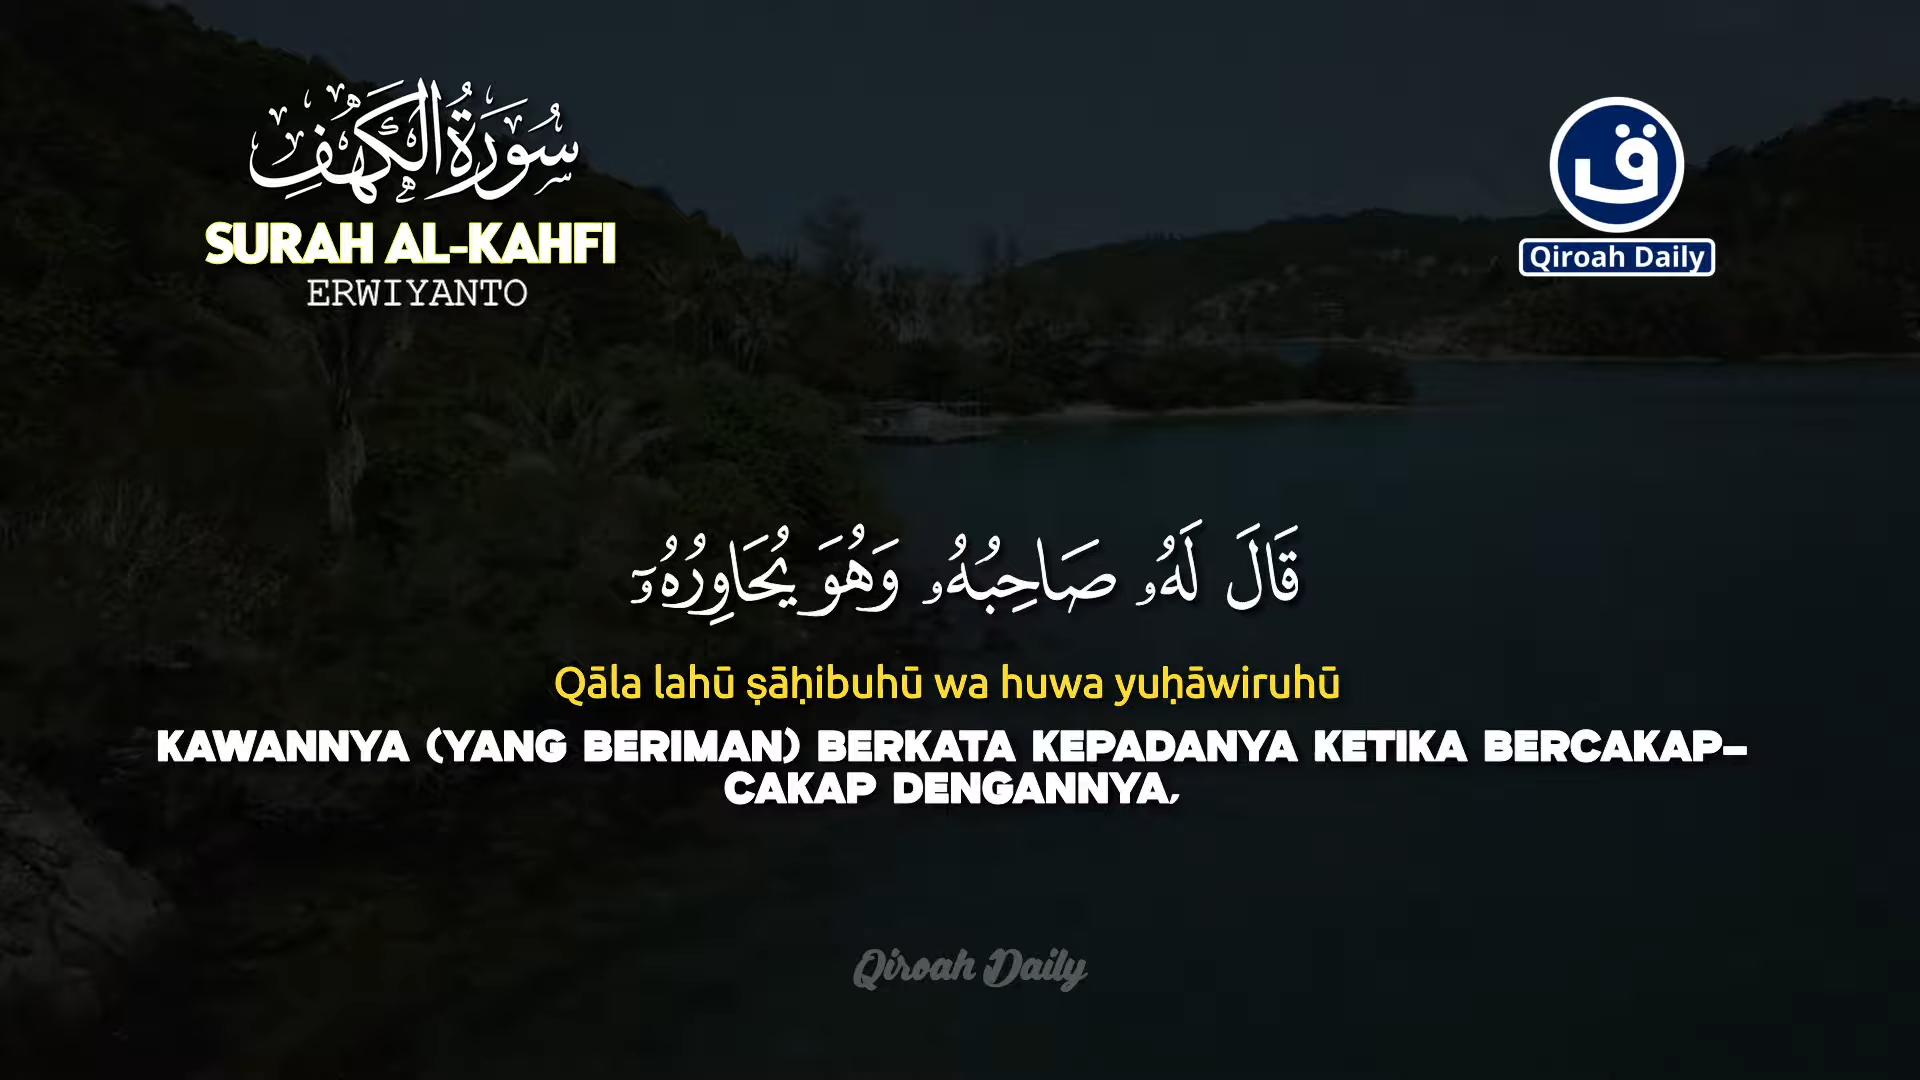 سُورَةُ الْكَهْفِ
SURAH AL-KAHFI
ERWIYANTO
ق
Qiroah Daily
قَالَ لَهُۥ صَاحِبُهُۥ وَهُوَ يُحَاوِرُهُۥٓ
Qāla lahū ṣāḥibuhū wa huwa yuḥāwiruhū
KAWANNYA (YANG BERIMAN) BERKATA KEPADANYA KETIKA BERCAKAP-
CAKAP DENGANNYA,
Qiroah Daily